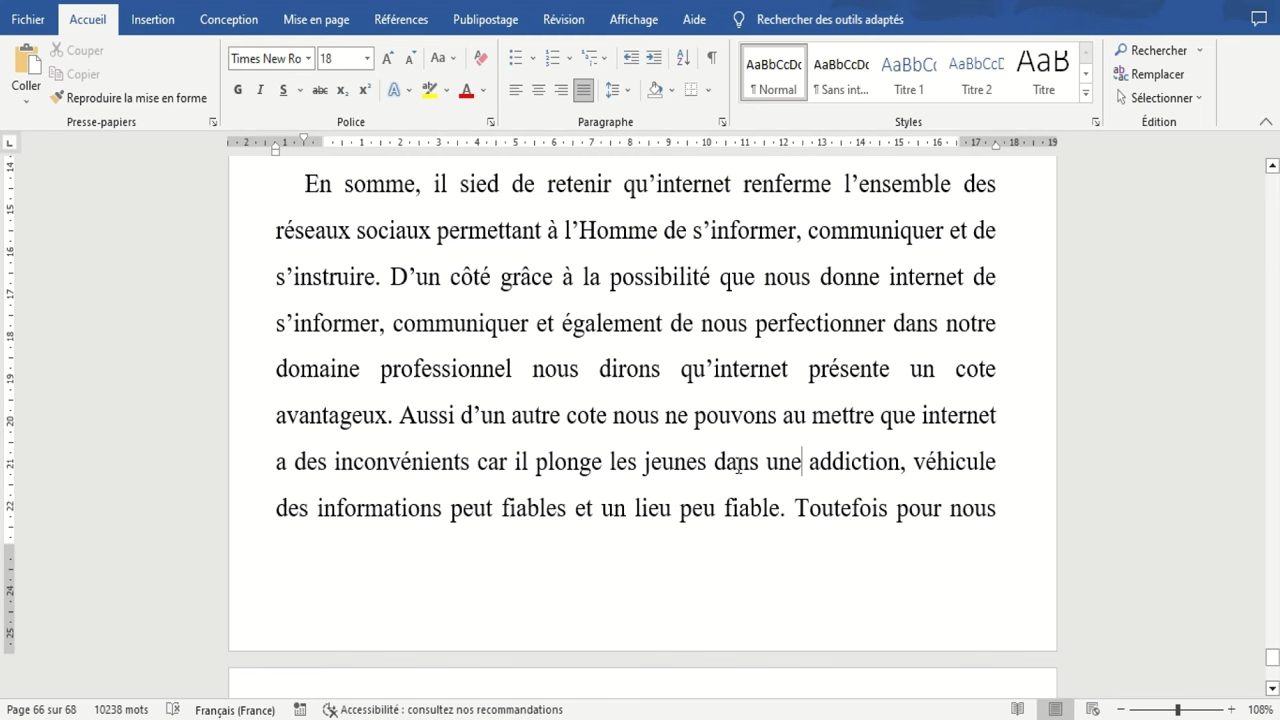 Fichier Accueil Insertion Conception Mise en page Références Publipostage Révision Affichage Aide Rechercher des outils adaptés
Coller
Couper
Copier
Reproduire la mise en forme
Presse-papiers
Times New Ro 18
Police
Paragraphe
AaBbCcDc AaBbCcDc AaBbCc AaBbCcD AaB
¶ Normal ¶ Sans int... Titre 1 Titre 2 Titre
Styles
Rechercher
Remplacer
Sélectionner
Édition
En somme, il sied de retenir qu’internet renferme l’ensemble des
réseaux sociaux permettant à l’Homme de s’informer, communiquer et de
s’instruire. D’un côté grâce à la possibilité que nous donne internet de
s’informer, communiquer et également de nous perfectionner dans notre
domaine professionnel nous dirons qu’internet présente un cote
avantageux. Aussi d’un autre cote nous ne pouvons au mettre que internet
a des inconvénients car il plonge les jeunes dans une addiction, véhicule
des informations peut fiables et un lieu peu fiable. Toutefois pour nous
Page 66 sur 68 10238 mots Français (France) Accessibilité : consultez nos recommandations 108%